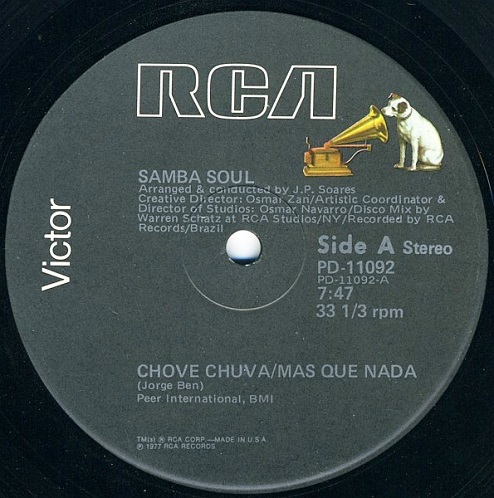 RCA
SAMBA SOUL
Arranged & conducted by J.P. Soares
Creative Director: Osmar Zan/Artistic Coordinator &
Director of Studios: Osmar Navarro/Disco Mix by
Warren Schatz at RCA Studios/NY/Recorded by RCA
Records/Brazil
Victor
Side A Stereo
PD-11092
PD-11092-A
7:47
33 1/3 rpm
CHOVE CHUVA/MAS QUE NADA
(Jorge Ben)
Peer International, BMI
TM(s) ® RCA CORP.—MADE IN U.S.A.
℗ 1977 RCA RECORDS